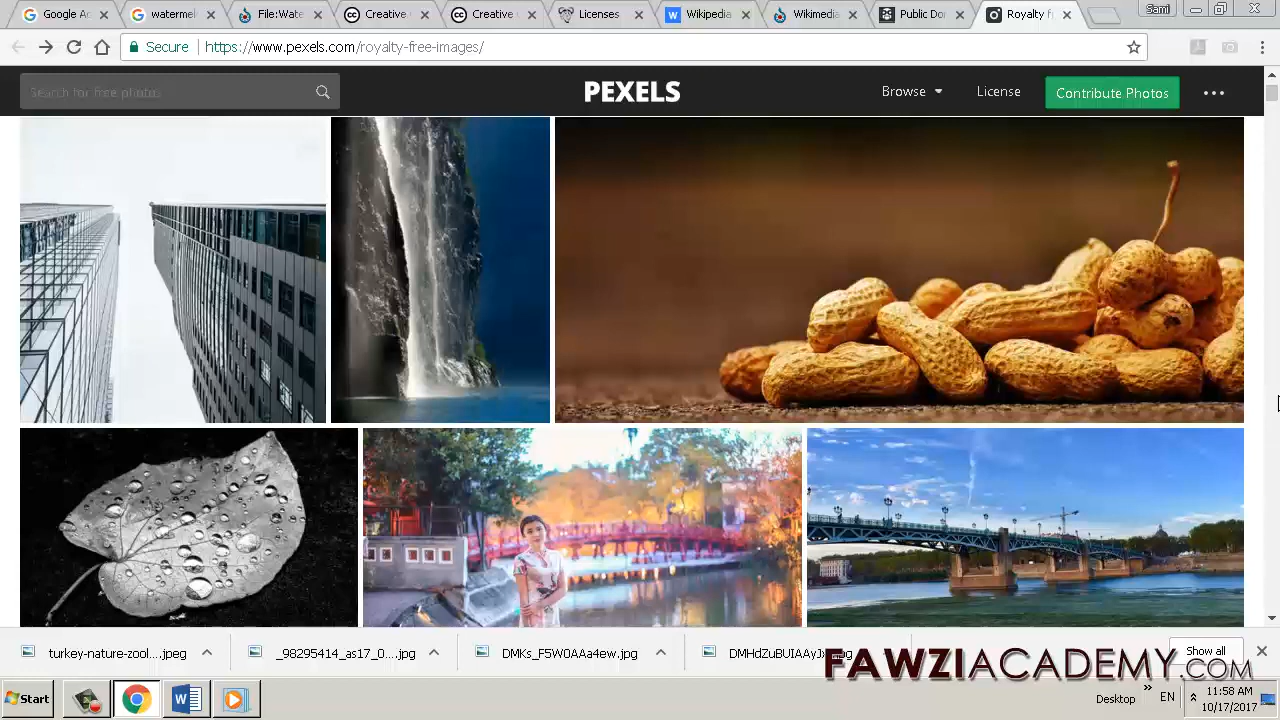 Google A
watermel
File:Wate
Creativ
Creative
Licenses
Wikipedia
Wikimed
Public Do
Royalty f
Sami
Secure
https://www.pexels.com/royalty-free-images/
Search for free photos
PEXELS
Browse
License
Contribute Photos
turkey-nature-zool....jpeg
_98295414_as17_0....jpg
DMKs_F5W0AAa4ew.jpg
Show all
FAWZIACADEMY.COM
Start
Desktop
EN
11:58 AM
10/17/2017